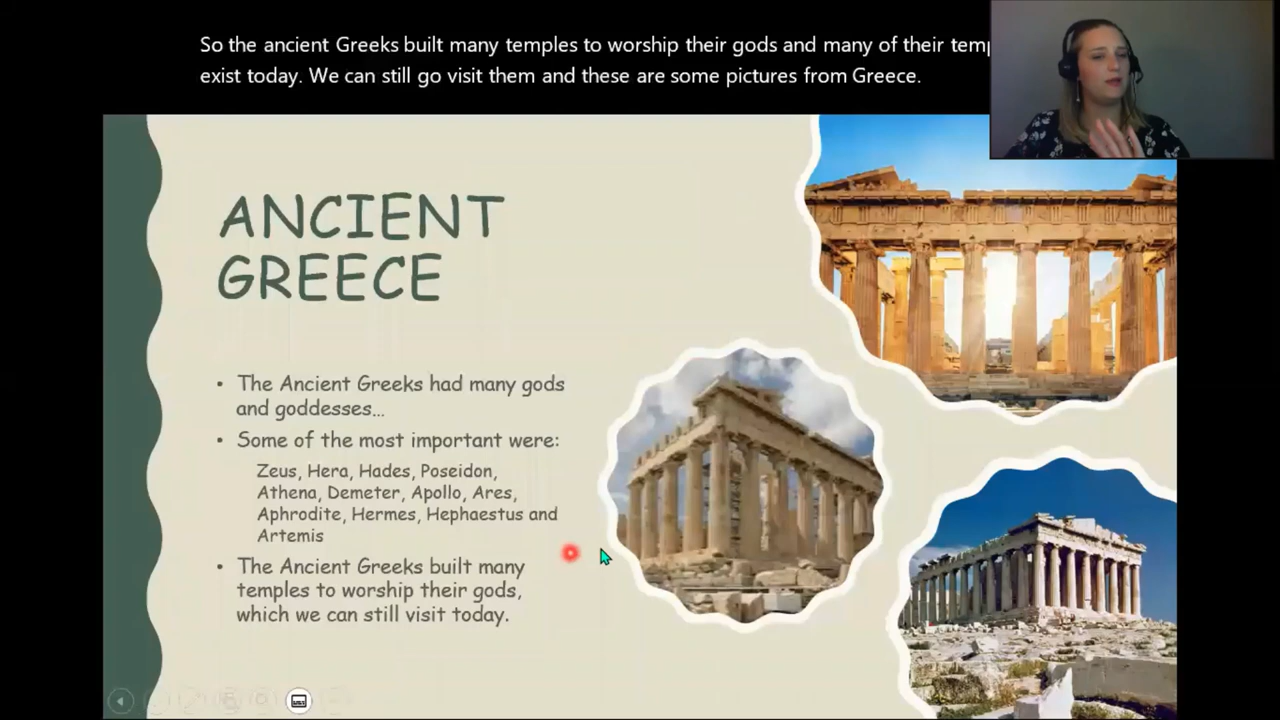 So the ancient Greeks built many temples to worship their gods and many of their
exist today. We can still go visit them and these are some pictures from Greece.
ANCIENT
GREECE
• The Ancient Greeks had many gods
and goddesses...
• Some of the most important were:
Zeus, Hera, Hades, Poseidon,
Athena, Demeter, Apollo, Ares,
Aphrodite, Hermes, Hephaestus and
Artemis
• The Ancient Greeks built many
temples to worship their gods,
which we can still visit today.